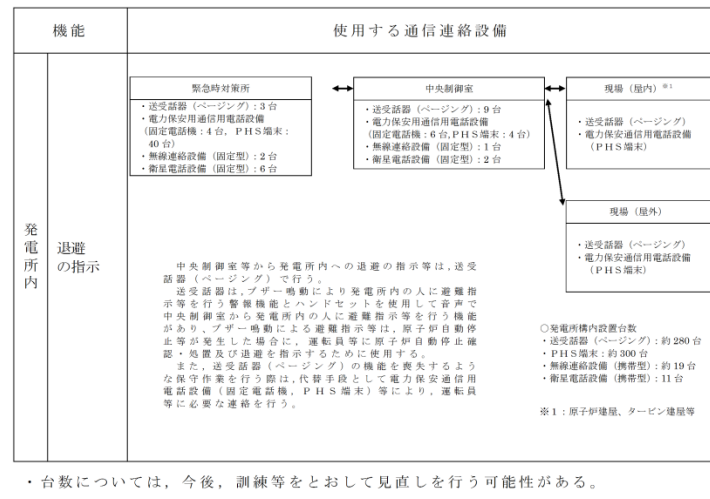 機能
使用する通信連絡設備
発電所内
退避
の指示
緊急時対策所
・送受話器（ページング）：3台
・電力保安用通信用電話設備
（固定電話機：4台，PHS端末：
40台）
・無線連絡設備（固定型）：2台
・衛星電話設備（固定型）：6台
中央制御室
・送受話器（ページング）：9台
・電力保安通信用電話設備
（固定電話機：6台,PHS端末：4台）
・無線連絡設備（固定型）：1台
・衛星電話設備（固定型）：2台
現場（屋内）※1
・送受話器（ページング）
・電力保安通信用電話設備
（PHS端末）
現場（屋外）
・送受話器（ページング）
・電力保安通信用電話設備
（PHS端末）
中央制御室等から発電所内への退避の指示等は,送受
話器（ページング）で行う。
送受話器は,ブザー鳴動により発電所内の人に避難指
示等を行う警報機能とハンドセットを使用して音声で
中央制御室から発電所内の人に避難指示等を行う機能
があり、ブザー鳴動による避難指示等は,原子炉自動停
止等が発生した場合に，運転員等に原子炉自動停止確
認・処置及び退避を指示するために使用する。
また，送受話器（ページング）の機能を喪失するよう
な保守作業を行う際は,代替手段として電力保安通信用
電話設備（固定電話機，PHS端末）等により，運転員
等に必要な連絡を行う。
○発電所構内設置台数
・送受話器（ページング）：約280台
・PHS端末：約300台
・無線連絡設備（携帯型）：約19台
・衛星電話設備（携帯型）：11台
※1：原子炉建屋、タービン建屋等
・台数については，今後，訓練等をとおして見直しを行う可能性がある。